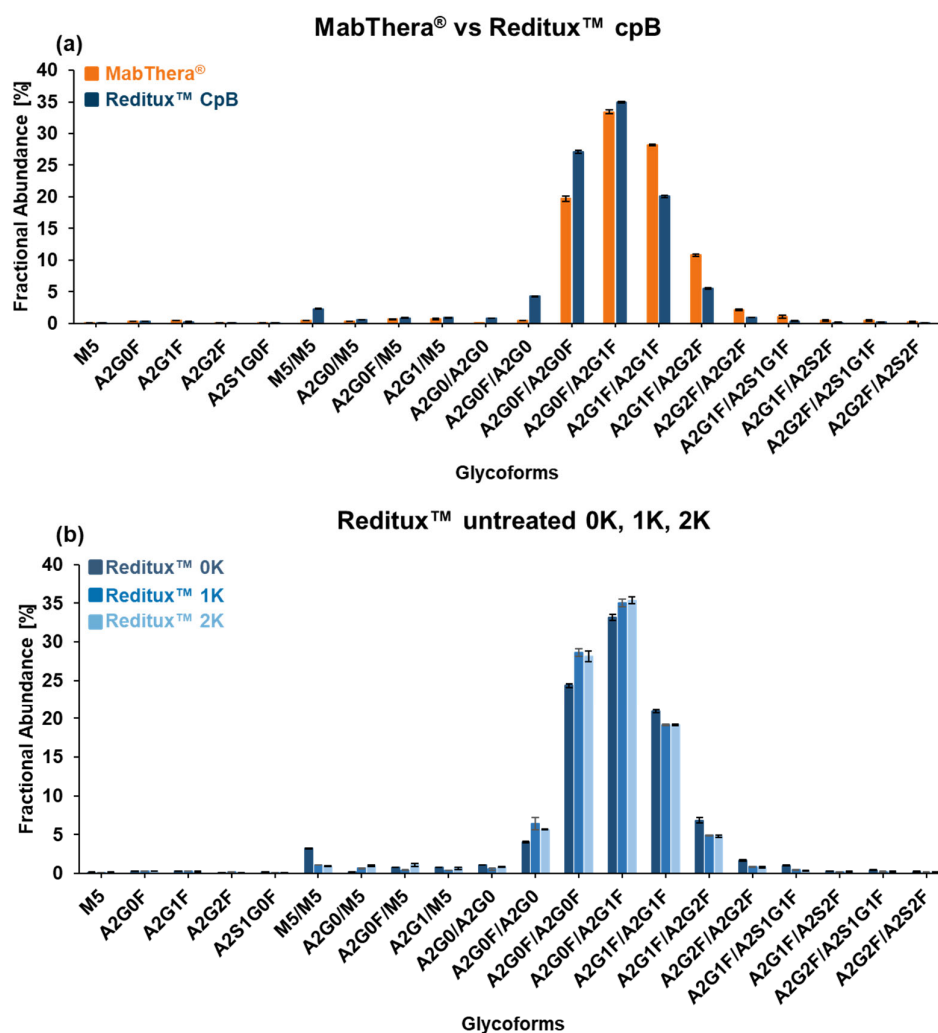 MabThera® vs Reditux™ cpB
(a)
MabThera®
Reditux™ CpB
Fractional Abundance [%]
40
35
30
25
20
15
10
5
0
M5
A2G0F
A2G1F
A2G2F
A2S1G0F
M5/M5
A2G0/M5
A2G0F/M5
A2G1/M5
A2G0/A2G0
A2G0F/A2G0
A2G0F/A2G0F
A2G0F/A2G1F
A2G1F/A2G1F
A2G1F/A2G2F
A2G2F/A2G2F
A2G1F/A2S1G1F
A2G1F/A2S2F
A2G2F/A2S1G1F
A2G2F/A2S2F
Glycoforms
Reditux™ untreated 0K, 1K, 2K
(b)
Reditux™ 0K
Reditux™ 1K
Reditux™ 2K
Fractional Abundance [%]
40
35
30
25
20
15
10
5
0
M5
A2G0F
A2G1F
A2G2F
A2S1G0F
M5/M5
A2G0/M5
A2G0F/M5
A2G1/M5
A2G0/A2G0
A2G0F/A2G0
A2G0F/A2G0F
A2G0F/A2G1F
A2G1F/A2G1F
A2G1F/A2G2F
A2G2F/A2G2F
A2G1F/A2S1G1F
A2G1F/A2S2F
A2G2F/A2S1G1F
A2G2F/A2S2F
Glycoforms